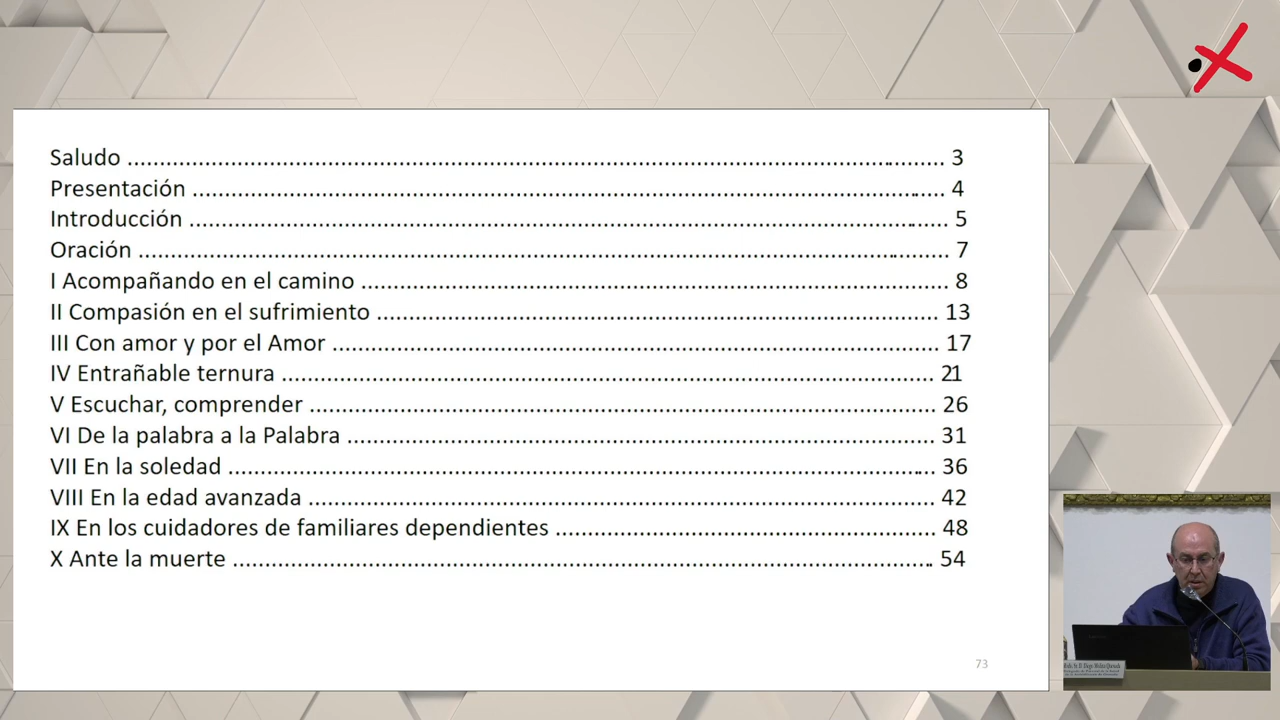 Saludo ........................................................................................................................ 3
Presentación .................................................................................................................. 4
Introducción .................................................................................................................. 5
Oración ........................................................................................................................ 7
I Acompañando en el camino ........................................................................................... 8
II Compasión en el sufrimiento ....................................................................................... 13
III Con amor y por el Amor .............................................................................................. 17
IV Entrañable ternura ..................................................................................................... 21
V Escuchar, comprender ................................................................................................. 26
VI De la palabra a la Palabra ........................................................................................... 31
VII En la soledad ............................................................................................................ 36
VIII En la edad avanzada ................................................................................................. 42
IX En los cuidadores de familiares dependientes ........................................................... 48
X Ante la muerte ............................................................................................................ 54
73